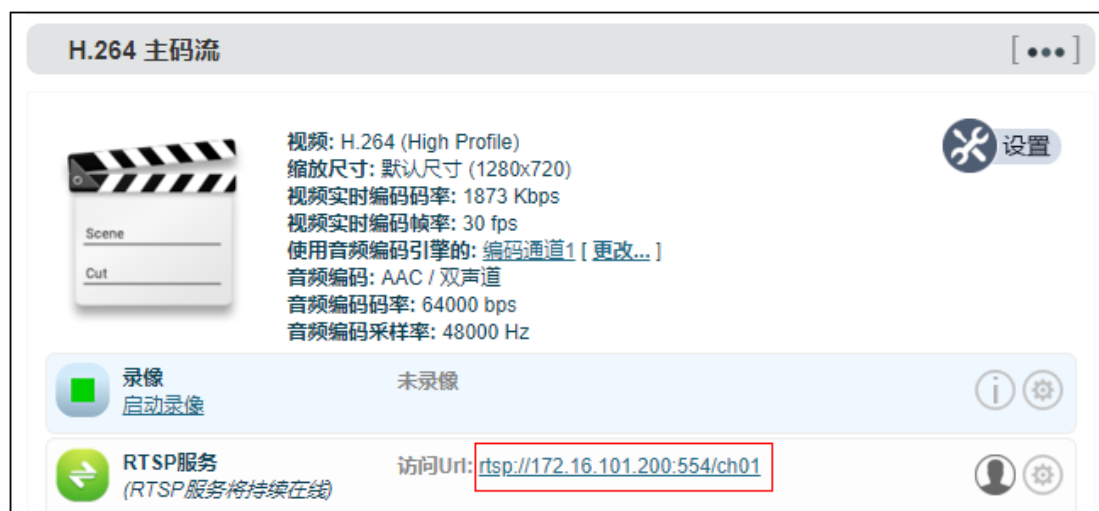 H.264 主码流
[ ••• ]
视频: H.264 (High Profile)
缩放尺寸: 默认尺寸 (1280x720)
视频实时编码码率: 1873 Kbps
视频实时编码帧率: 30 fps
使用音频编码引擎的: 编码通道1 [ 更改... ]
音频编码: AAC / 双声道
音频编码码率: 64000 bps
音频编码采样率: 48000 Hz
设置
Scene
Cut
录像
启动录像
未录像
RTSP服务
(RTSP服务将持续在线)
访问Url: rtsp://172.16.101.200:554/ch01